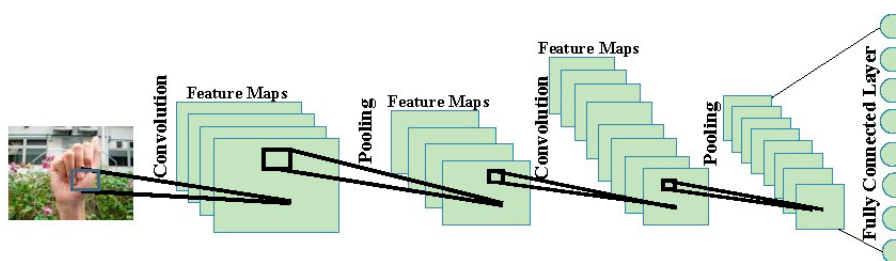 Convolution
Feature Maps
Pooling
Feature Maps
Convolution
Feature Maps
Pooling
Fully Connected Layer